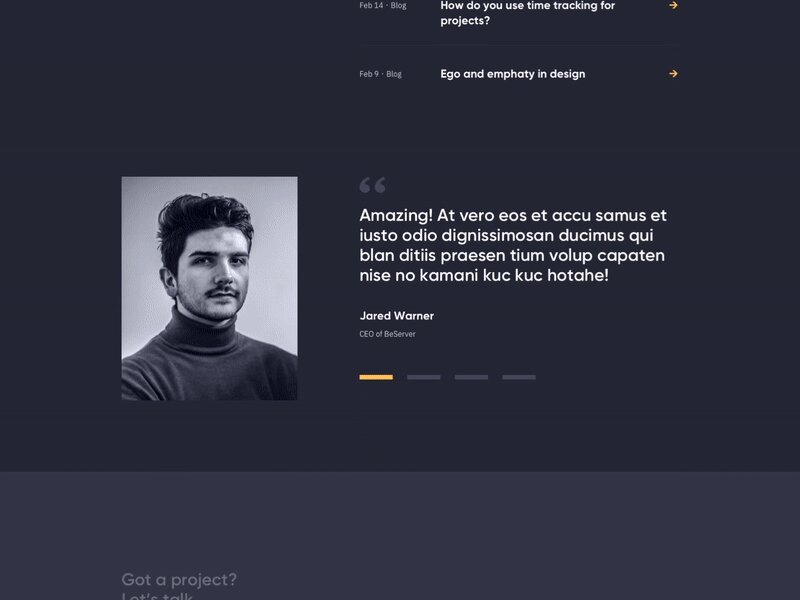 Feb 14 · Blog
How do you use time tracking for
projects?
Feb 9 · Blog
Ego and emphaty in design
“
Amazing! At vero eos et accu samus et
iusto odio dignissimosan ducimus qui
blan ditiis praesen tium volup capaten
nise no kamani kuc kuc hotahe!
Jared Warner
CEO of BeServer
Got a project?
Let's talk